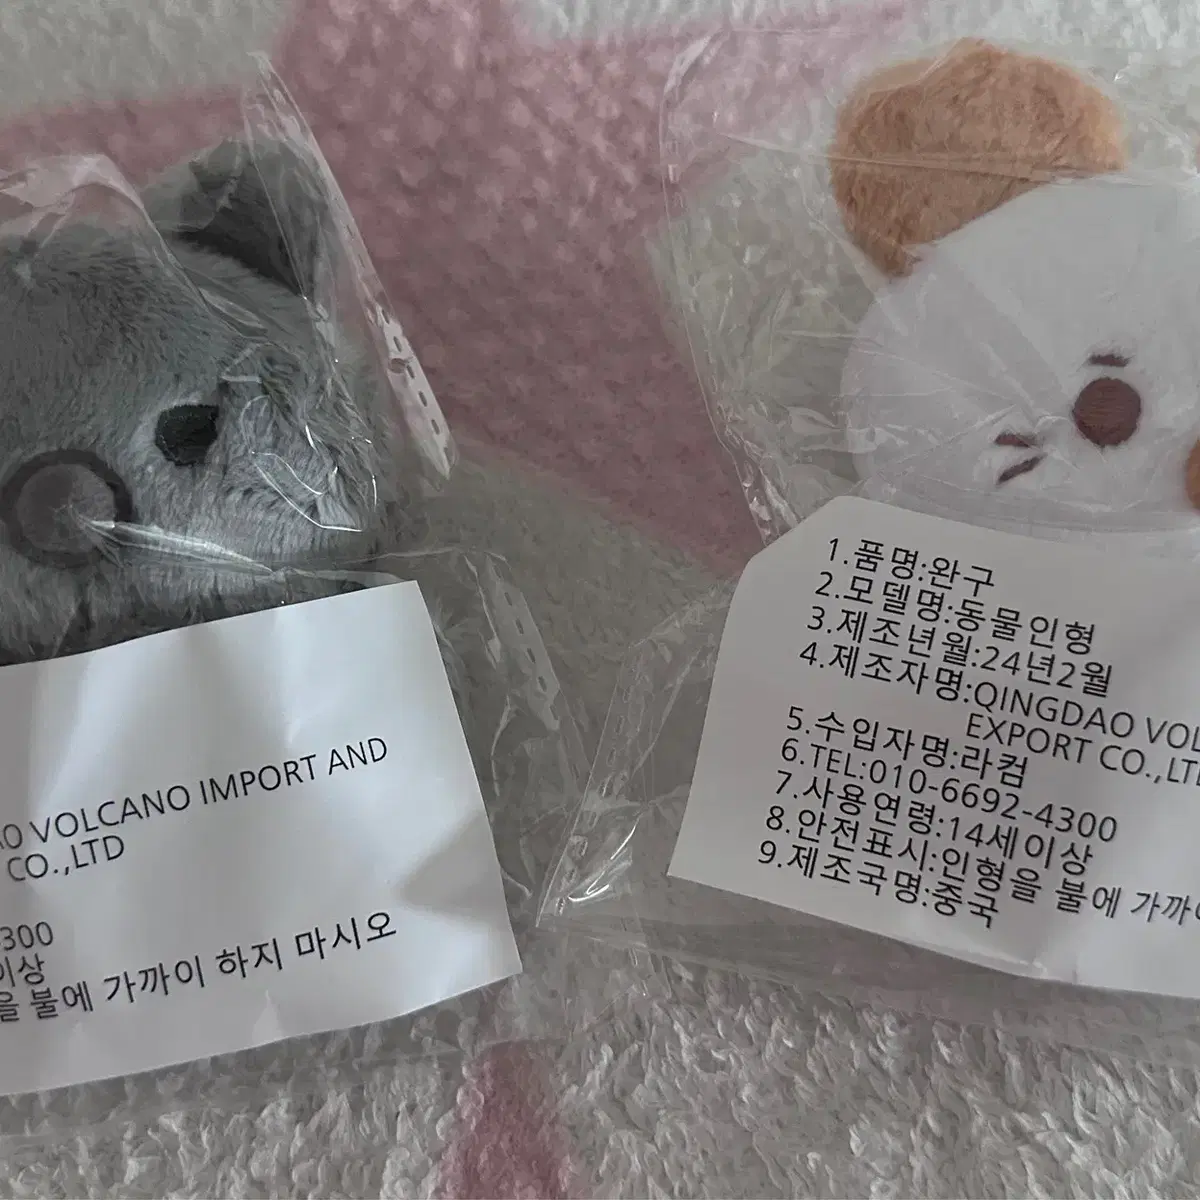 VOLCANO IMPORT AND
CO.,LTD
300
이상
을 불에 가까이 하지 마시오
1.품명:완구
2.모델명:동물인형
3.제조년월:24년2월
4.제조자명:QINGDAO VOL
EXPORT CO.,LT
5.수입자명:라컴
6.TEL:010-6692-4300
7.사용연령:14세이상
8.안전표시:인형을 불에 가까
9.제조국명:중국